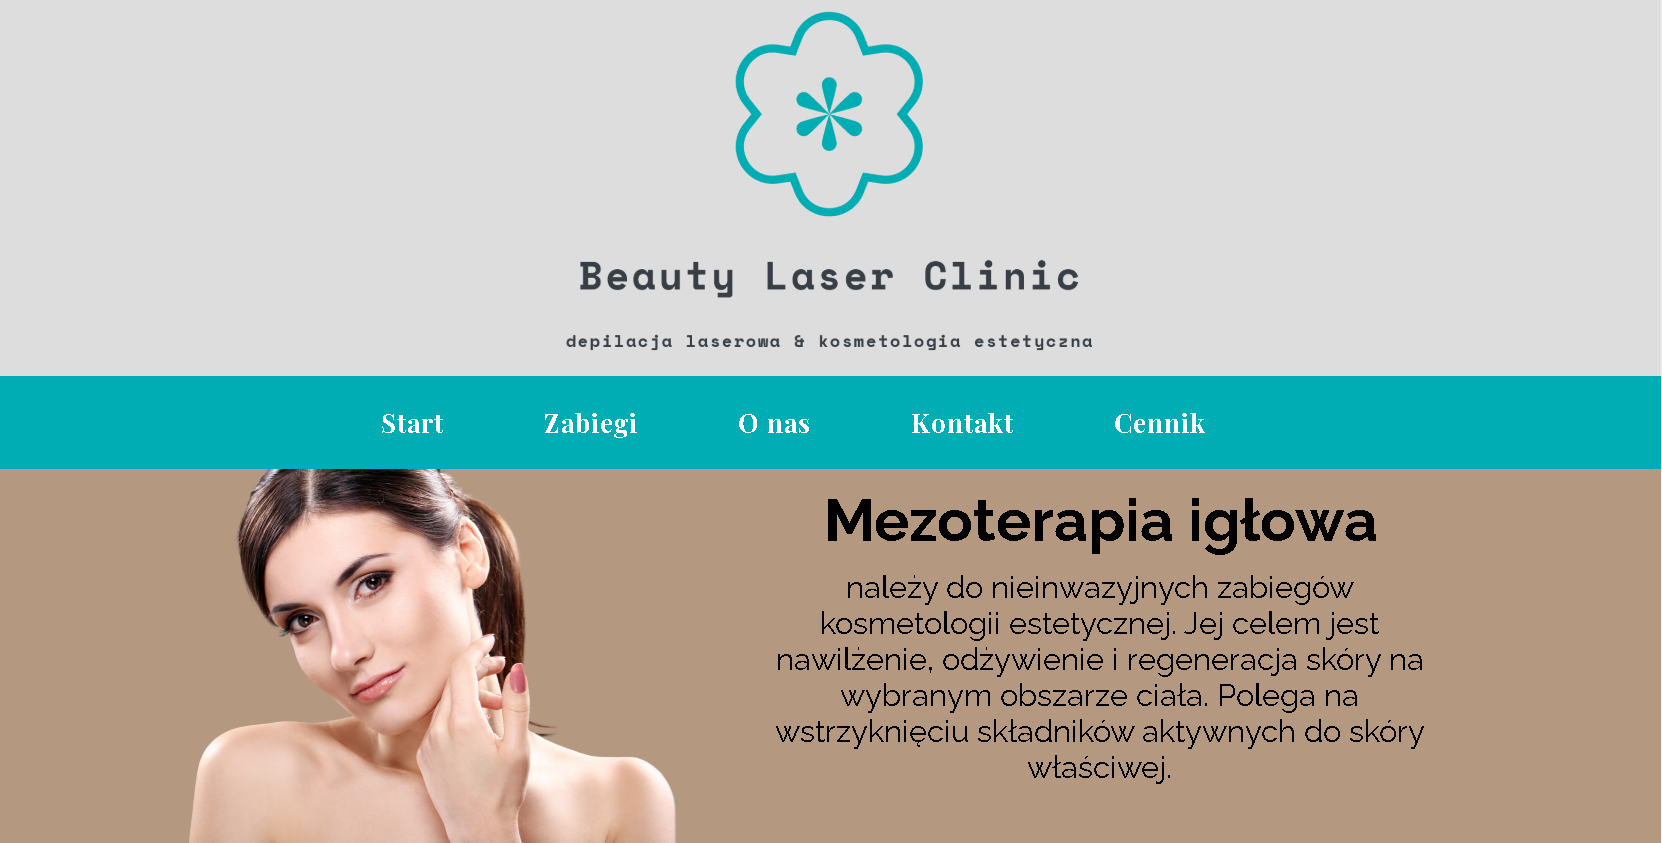 Beauty Laser Clinic
depilacja laserowa & kosmetologia estetyczna
Start Zabiegi O nas Kontakt Cennik
Mezoterapia igłowa
należy do nieinwazyjnych zabiegów
kosmetologii estetycznej. Jej celem jest
nawilżenie, odżywienie i regeneracja skóry na
wybranym obszarze ciała. Polega na
wstrzyknięciu składników aktywnych do skóry
właściwej.